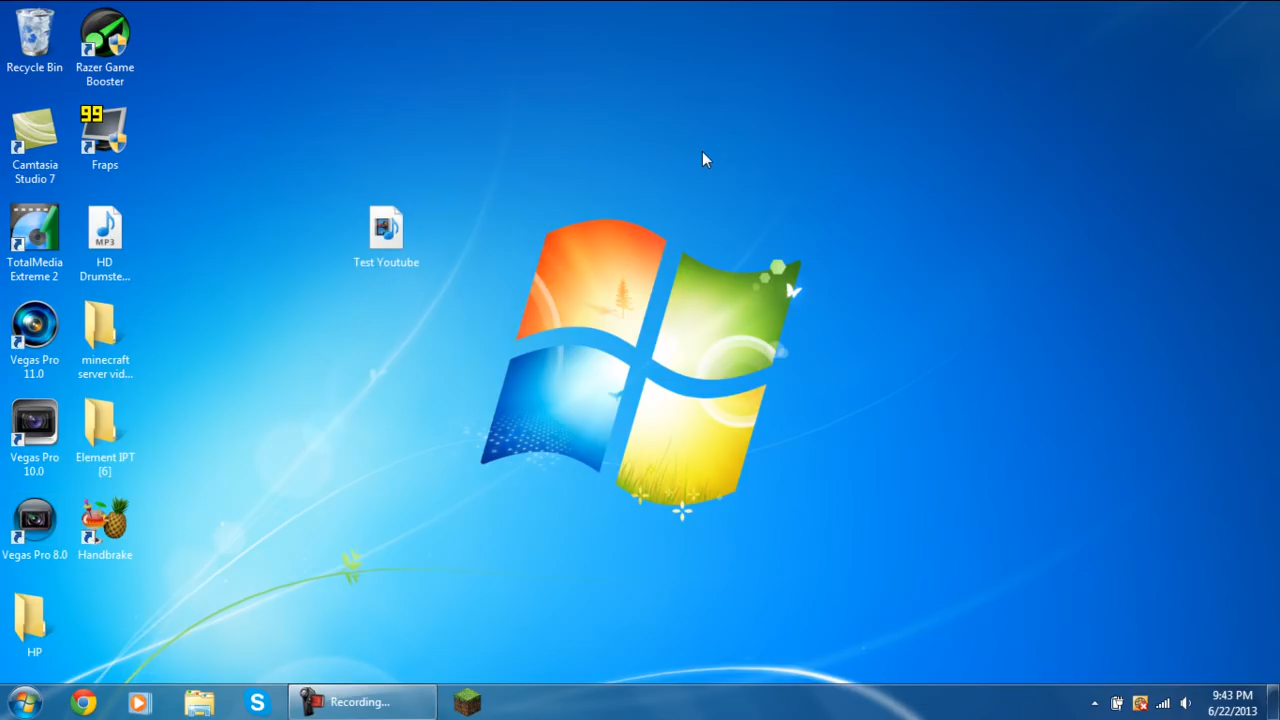 Recycle Bin
Razer Game
Booster
Camtasia
Studio 7
99
Fraps
TotalMedia
Extreme 2
MP3
HD
Drumste...
Test Youtube
Vegas Pro
11.0
minecraft
server vid...
Vegas Pro
10.0
Element IPT
[6]
Vegas Pro 8.0
Handbrake
HP
S
Recording...
9:43 PM
6/22/2013